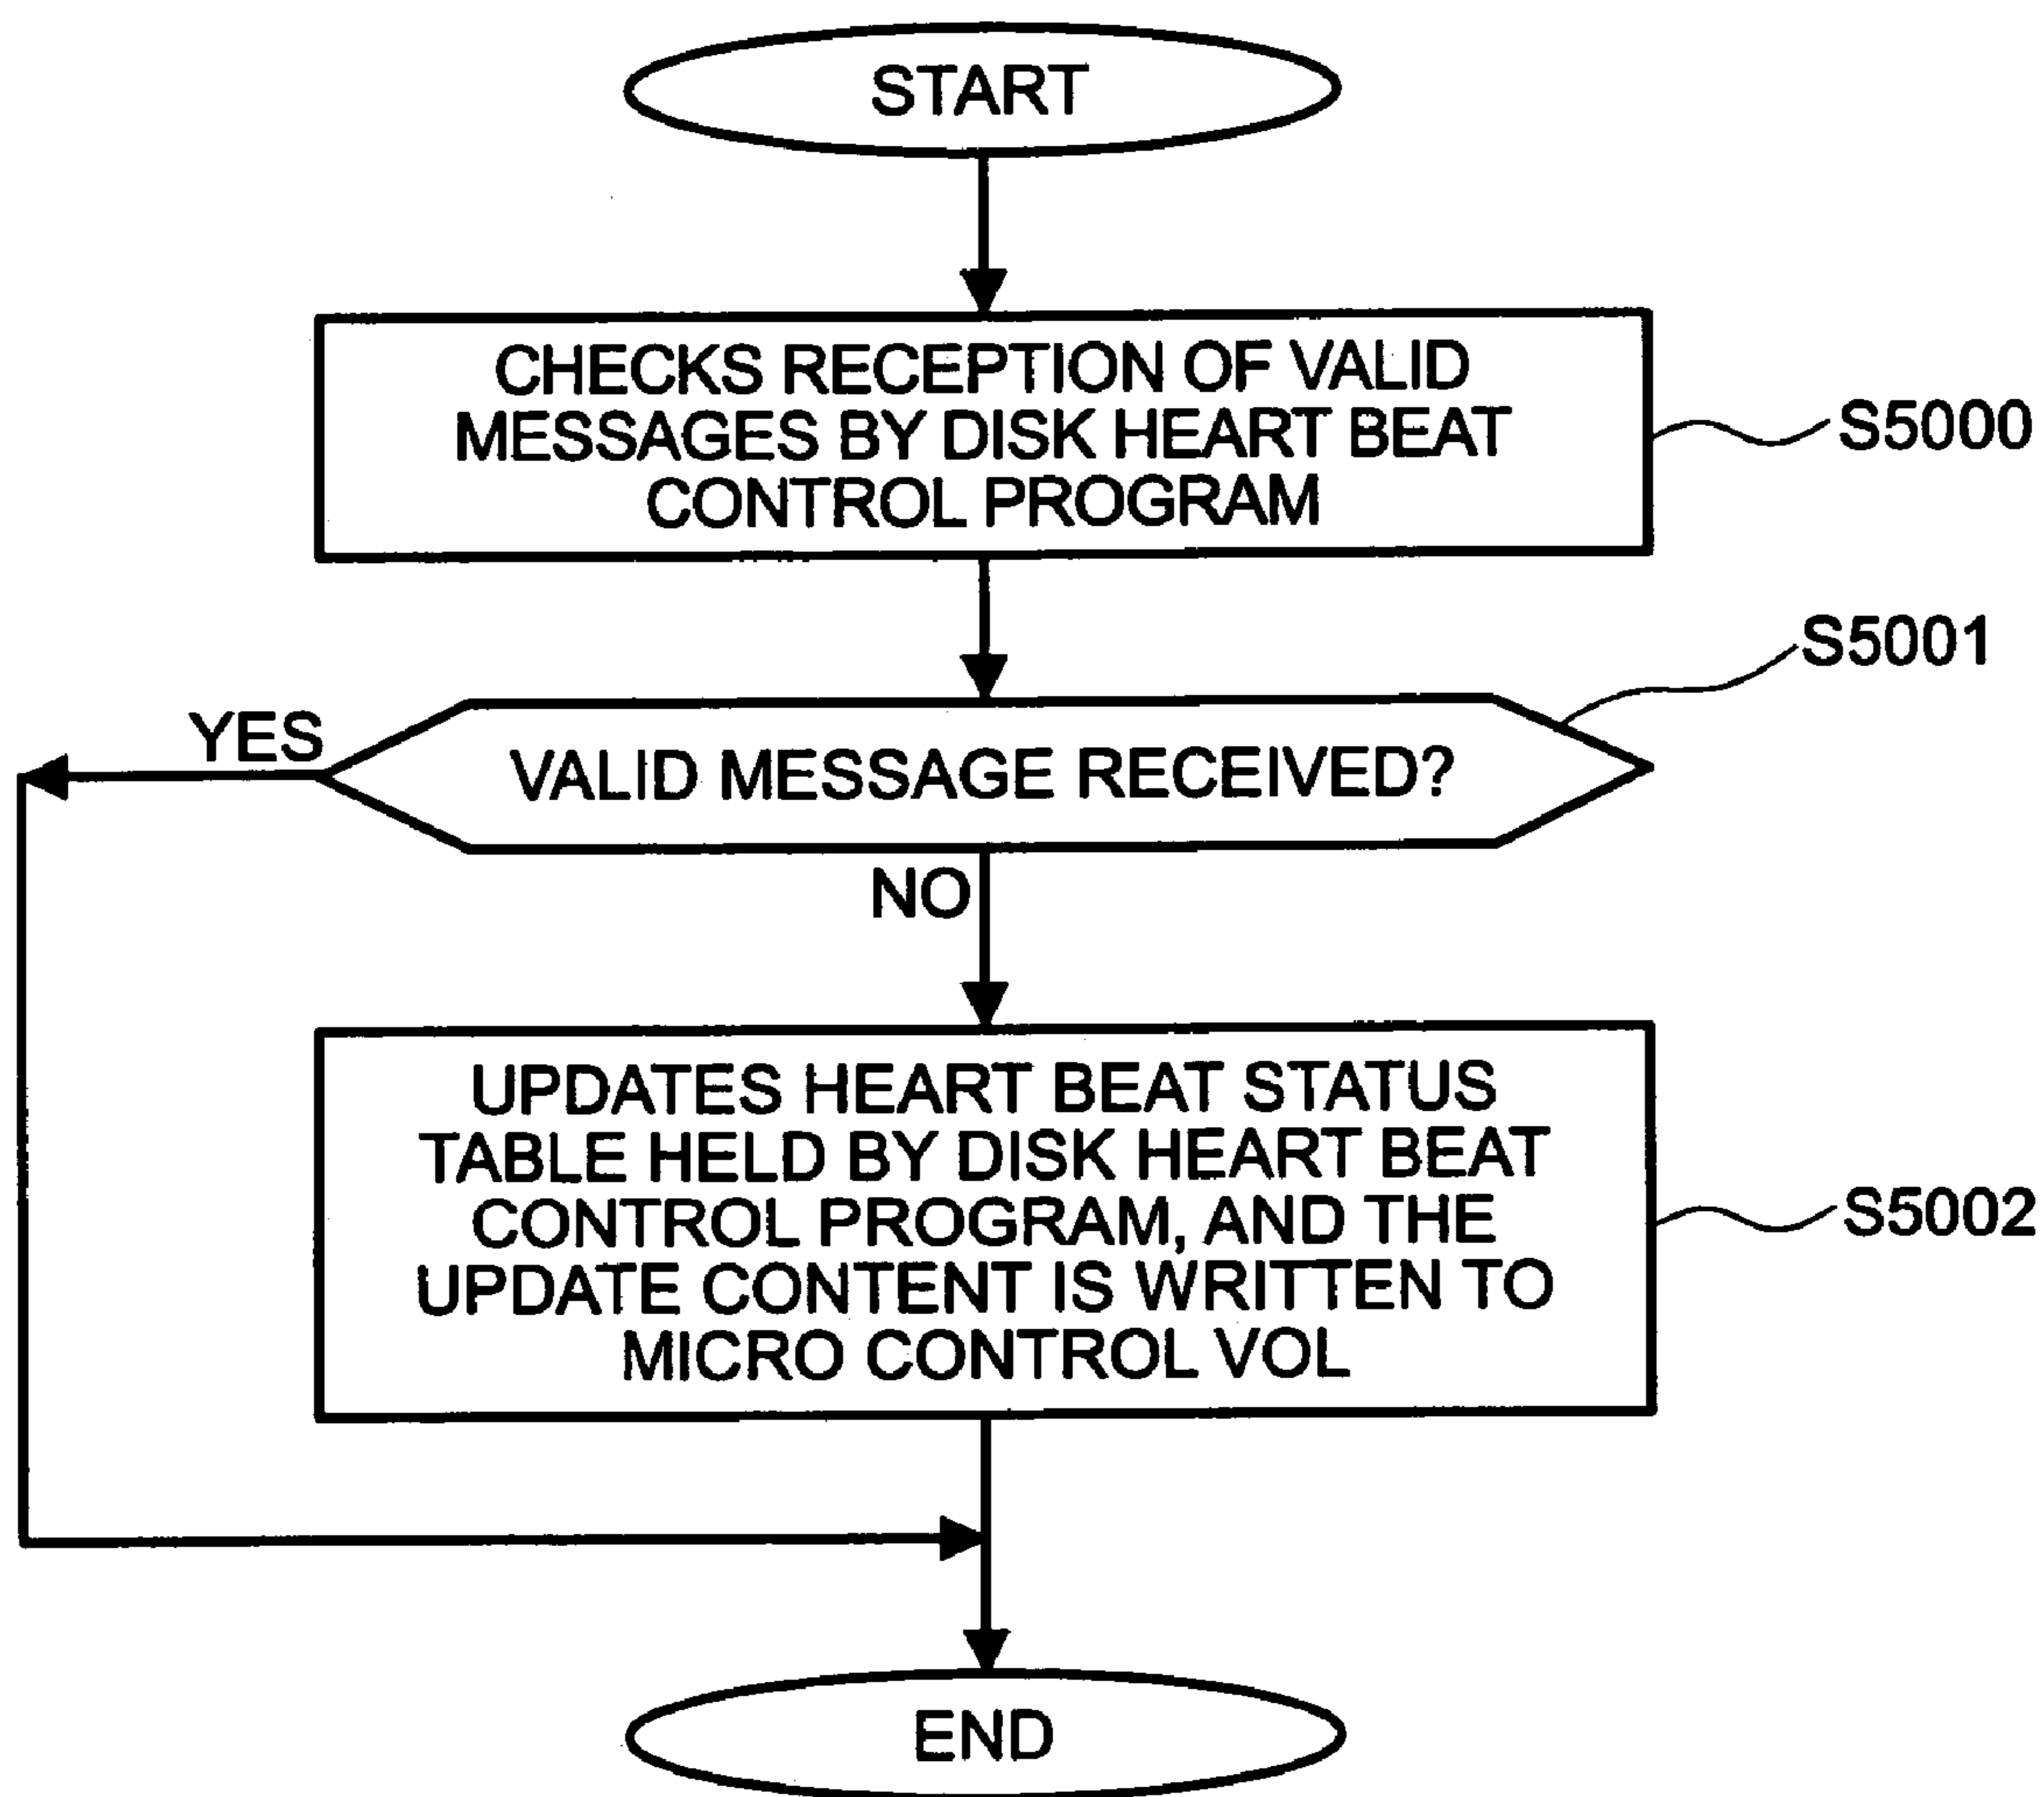 START
CHECKS RECEPTION OF VALID
MESSAGES BY DISK HEART BEAT
CONTROL PROGRAM
S5000
S5001
YES
VALID MESSAGE RECEIVED?
NO
UPDATES HEART BEAT STATUS
TABLE HELD BY DISK HEART BEAT
CONTROL PROGRAM, AND THE
UPDATE CONTENT IS WRITTEN TO
MICRO CONTROL VOL
S5002
END